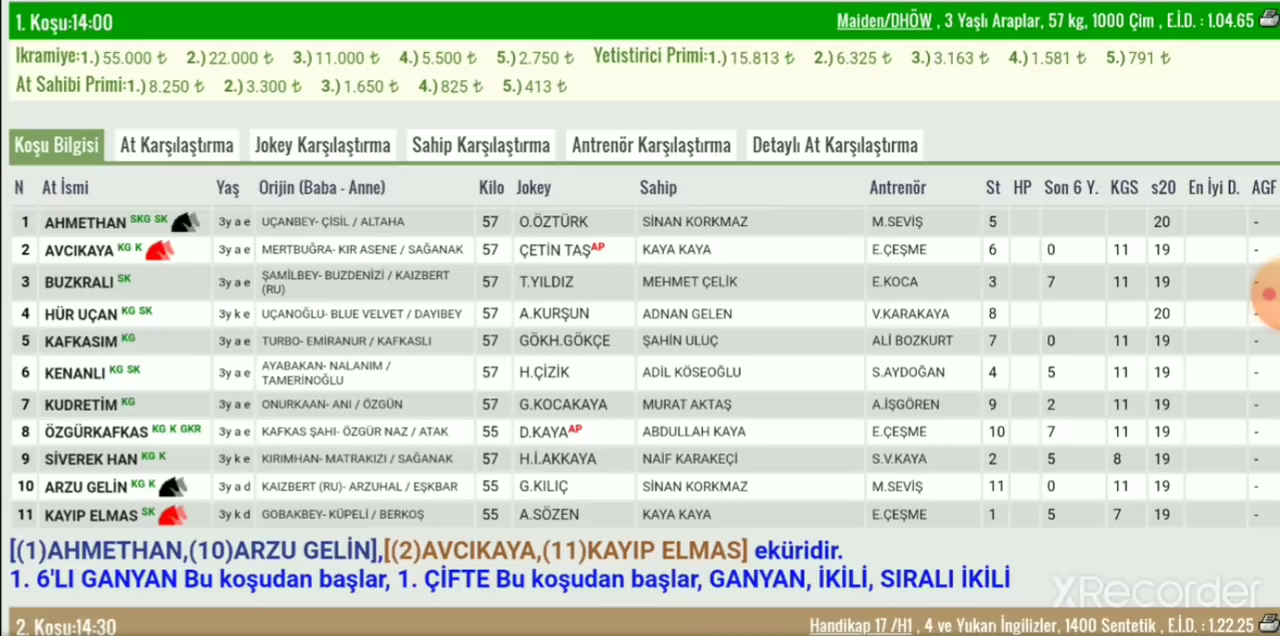 1. Koşu:14:00 Maiden/DHÖW , 3 Yaşlı Araplar, 57 kg, 1000 Çim , E.İ.D. : 1.04.65
Ikramiye:1.) 55.000 ₺ 2.) 22.000 ₺ 3.) 11.000 ₺ 4.) 5.500 ₺ 5.) 2.750 ₺ Yetistirici Primi:1.) 15.813 ₺ 2.) 6.325 ₺ 3.) 3.163 ₺ 4.) 1.581 ₺ 5.) 791 ₺
At Sahibi Primi:1.) 8.250 ₺ 2.) 3.300 ₺ 3.) 1.650 ₺ 4.) 825 ₺ 5.) 413 ₺
Koşu Bilgisi At Karşılaştırma Jokey Karşılaştırma Sahip Karşılaştırma Antrenör Karşılaştırma Detaylı At Karşılaştırma
N At İsmi Yaş Orijin (Baba - Anne) Kilo Jokey Sahip Antrenör St HP Son 6 Y. KGS s20 En İyi D. AGF
1 AHMETHAN SKG SK 3y a e UÇANBEY- ÇİSİL / ALTAHA 57 O.ÖZTÜRK SİNAN KORKMAZ M.SEVİŞ 5 20 -
2 AVCIKAYA KG K 3y a e MERTBUĞRA- KIR ASENE / SAĞANAK 57 ÇETİN TAŞ AP KAYA KAYA E.ÇEŞME 6 0 11 19 -
3 BUZKRALI SK 3y a e ŞAMİLBEY- BUZDENİZİ / KAIZBERT (RU) 57 T.YILDIZ MEHMET ÇELİK E.KOCA 3 7 11 19 -
4 HÜR UÇAN KG SK 3y k e UÇANOĞLU- BLUE VELVET / DAYIBEY 57 A.KURŞUN ADNAN GELEN V.KARAKAYA 8 20 -
5 KAFKASIM KG 3y a e TURBO- EMİRANUR / KAFKASLI 57 GÖKH.GÖKÇE ŞAHİN ULUÇ ALİ BOZKURT 7 0 11 19 -
6 KENANLI KG SK 3y a e AYABAKAN- NALANIM / TAMERİNOĞLU 57 H.ÇİZİK ADİL KÖSEOĞLU S.AYDOĞAN 4 5 11 19 -
7 KUDRETİM KG 3y a e ONURKAAN- ANI / ÖZGÜN 57 G.KOCAKAYA MURAT AKTAŞ A.İŞGÖREN 9 2 11 19 -
8 ÖZGÜRKAFKAS KG K GKR 3y a e KAFKAS ŞAHI- ÖZGÜR NAZ / ATAK 55 D.KAYA AP ABDULLAH KAYA E.ÇEŞME 10 7 11 19 -
9 SİVEREK HAN KG K 3y k e KIRIMHAN- MATRAKIZI / SAĞANAK 57 H.İ.AKKAYA NAİF KARAKEÇİ S.V.KAYA 2 5 8 19 -
10 ARZU GELİN KG K 3y a d KAIZBERT (RU)- ARZUHAL / EŞKBAR 55 G.KILIÇ SİNAN KORKMAZ M.SEVİŞ 11 0 11 19 -
11 KAYIP ELMAS SK 3y k d GOBAKBEY- KÜPELİ / BERKOŞ 55 A.SÖZEN KAYA KAYA E.ÇEŞME 1 5 7 19 -
[(1)AHMETHAN,(10)ARZU GELİN],[(2)AVCIKAYA,(11)KAYIP ELMAS] eküridir.
1. 6'LI GANYAN Bu koşudan başlar, 1. ÇİFTE Bu koşudan başlar, GANYAN, İKİLİ, SIRALI İKİLİ
XRecorder
2. Koşu:14:30 Handikap 17 /H1 , 4 ve Yukarı İngilizler, 1400 Sentetik , E.İ.D. : 1.22.25